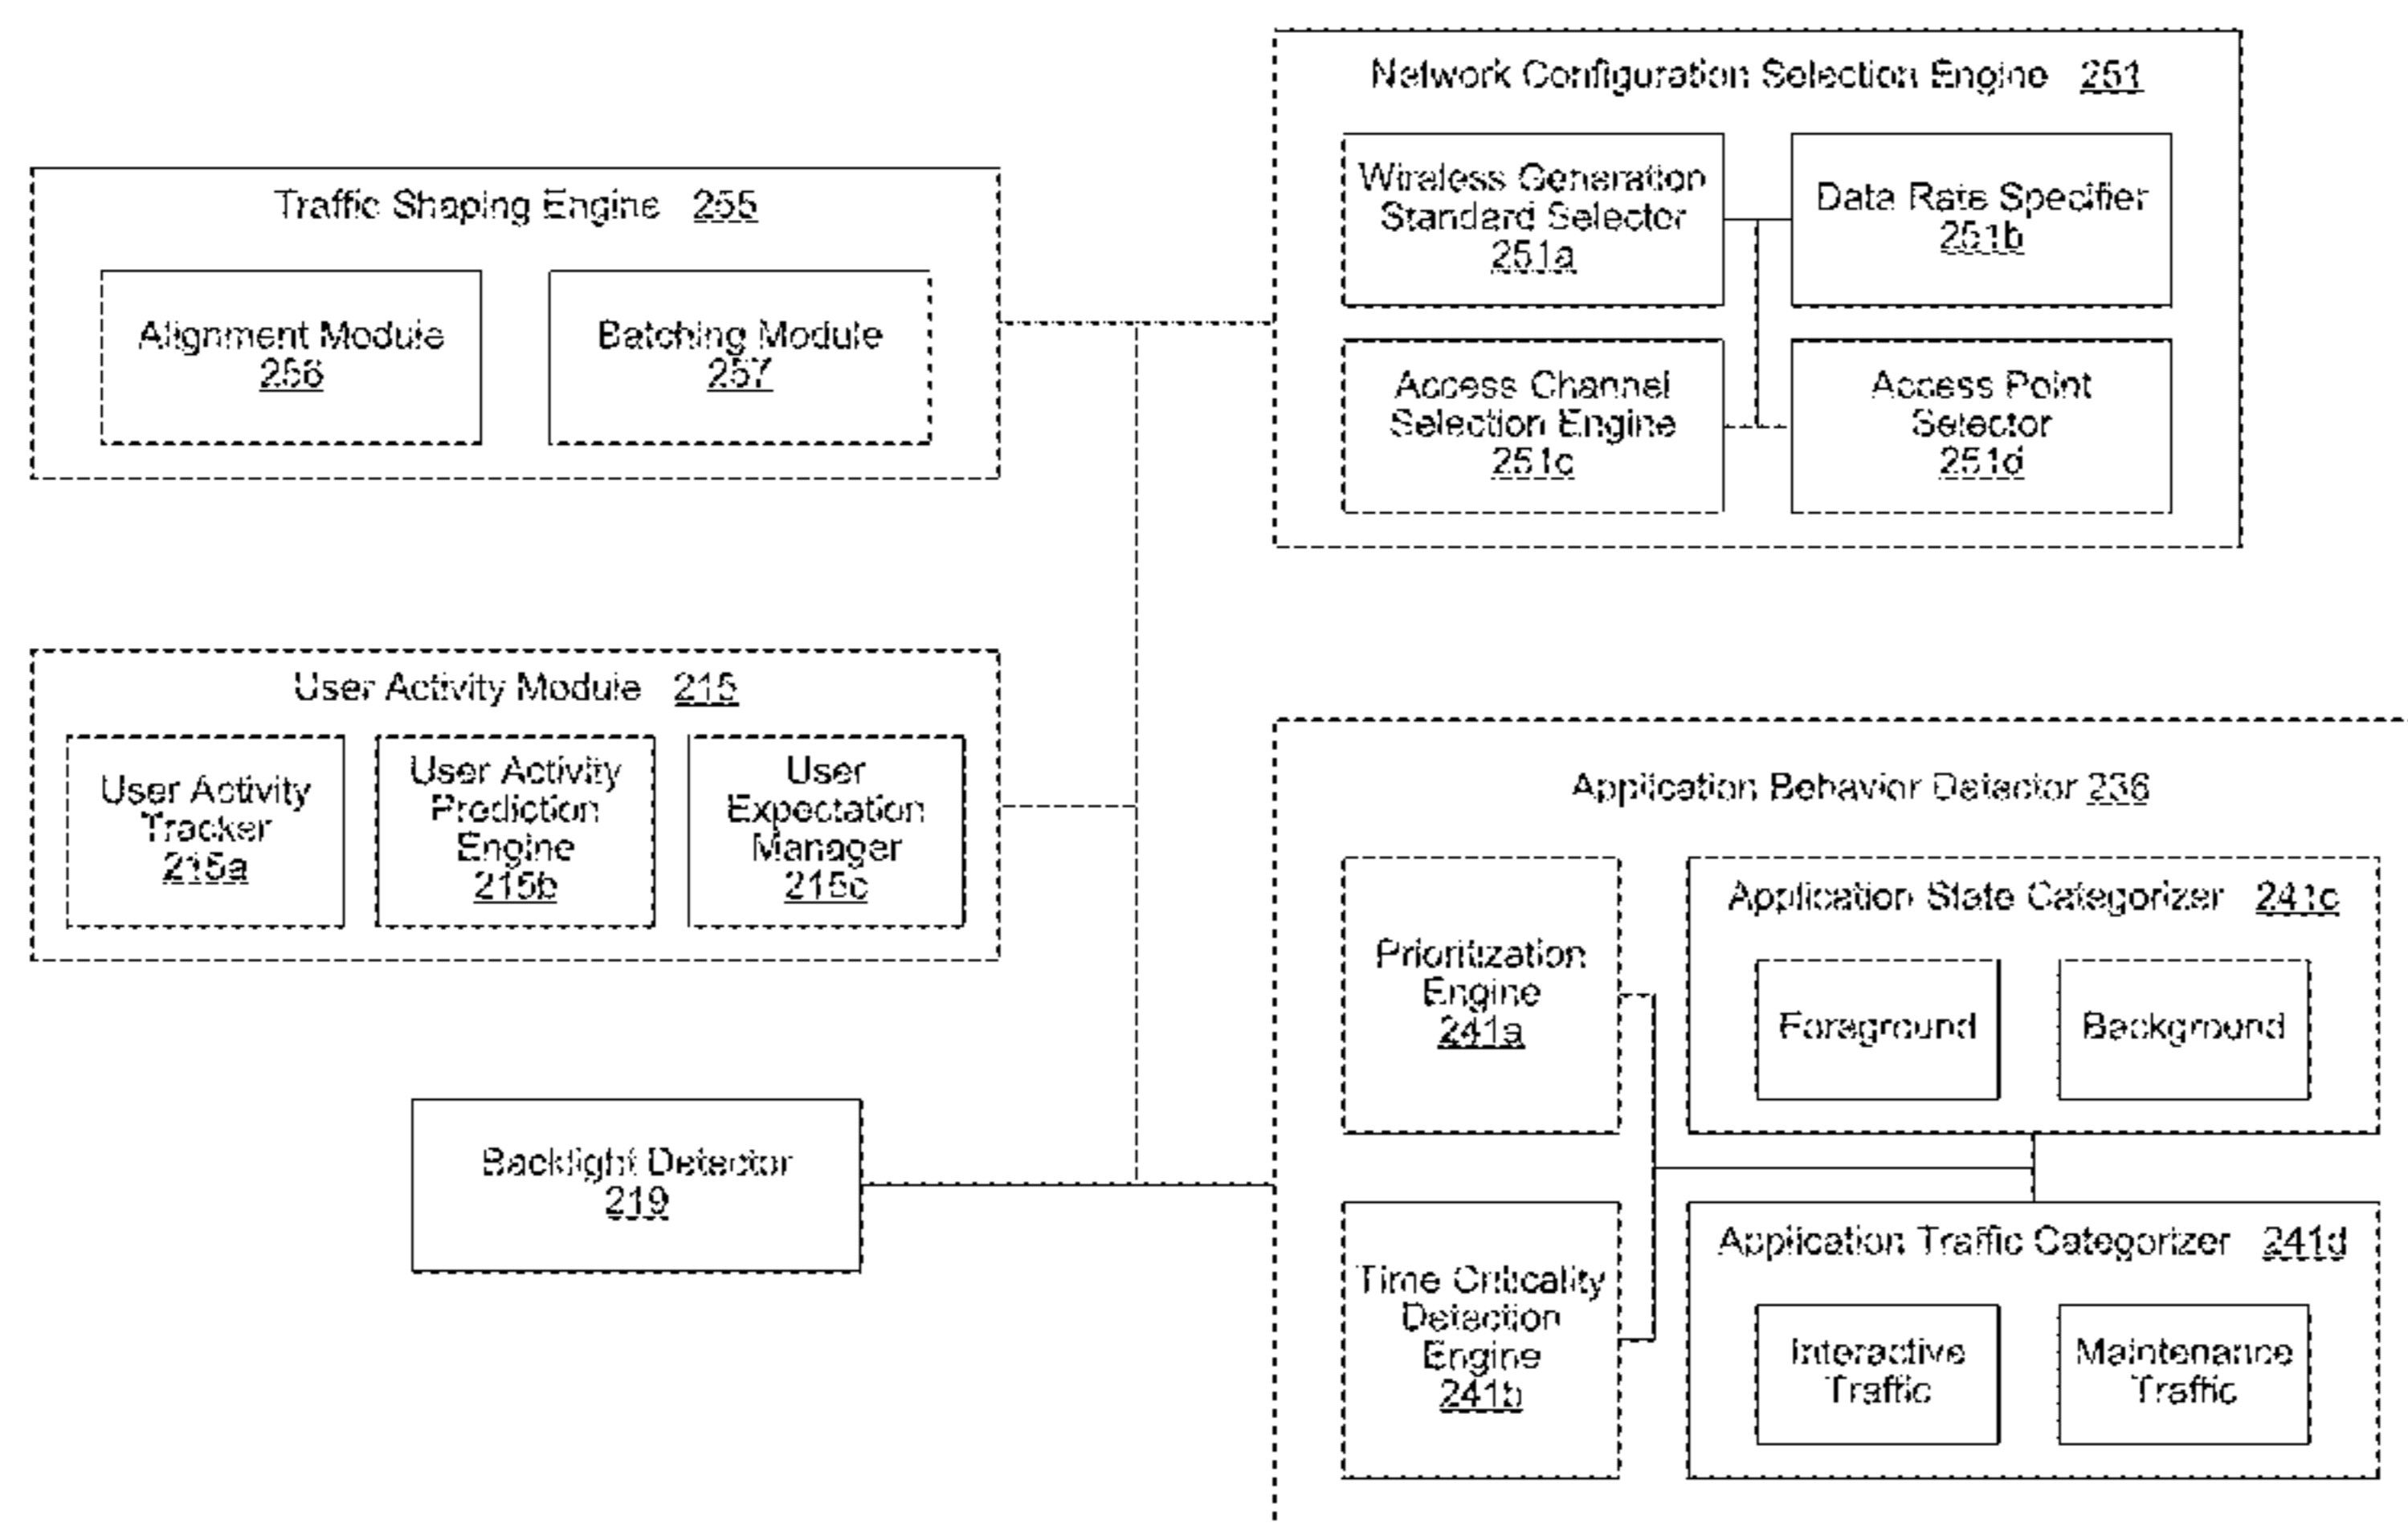 Network Configuration Selection Engine 251
Wireless Generation
Standard Selector
251a
Data Rate Specifier
251b
Access Channel
Selection Engine
251c
Access Point
Selector
251d
Traffic Shaping Engine 255
Alignment Module
256
Batching Module
257
User Activity Module 215
User Activity
Tracker
215a
User Activity
Prediction
Engine
215b
User
Expectation
Manager
215c
Backlight Detector
219
Application Behavior Detector 236
Prioritization
Engine
241a
Time Criticality
Detection
Engine
241b
Application State Categorizer 241c
Foreground
Background
Application Traffic Categorizer 241d
Interactive
Traffic
Maintenance
Traffic